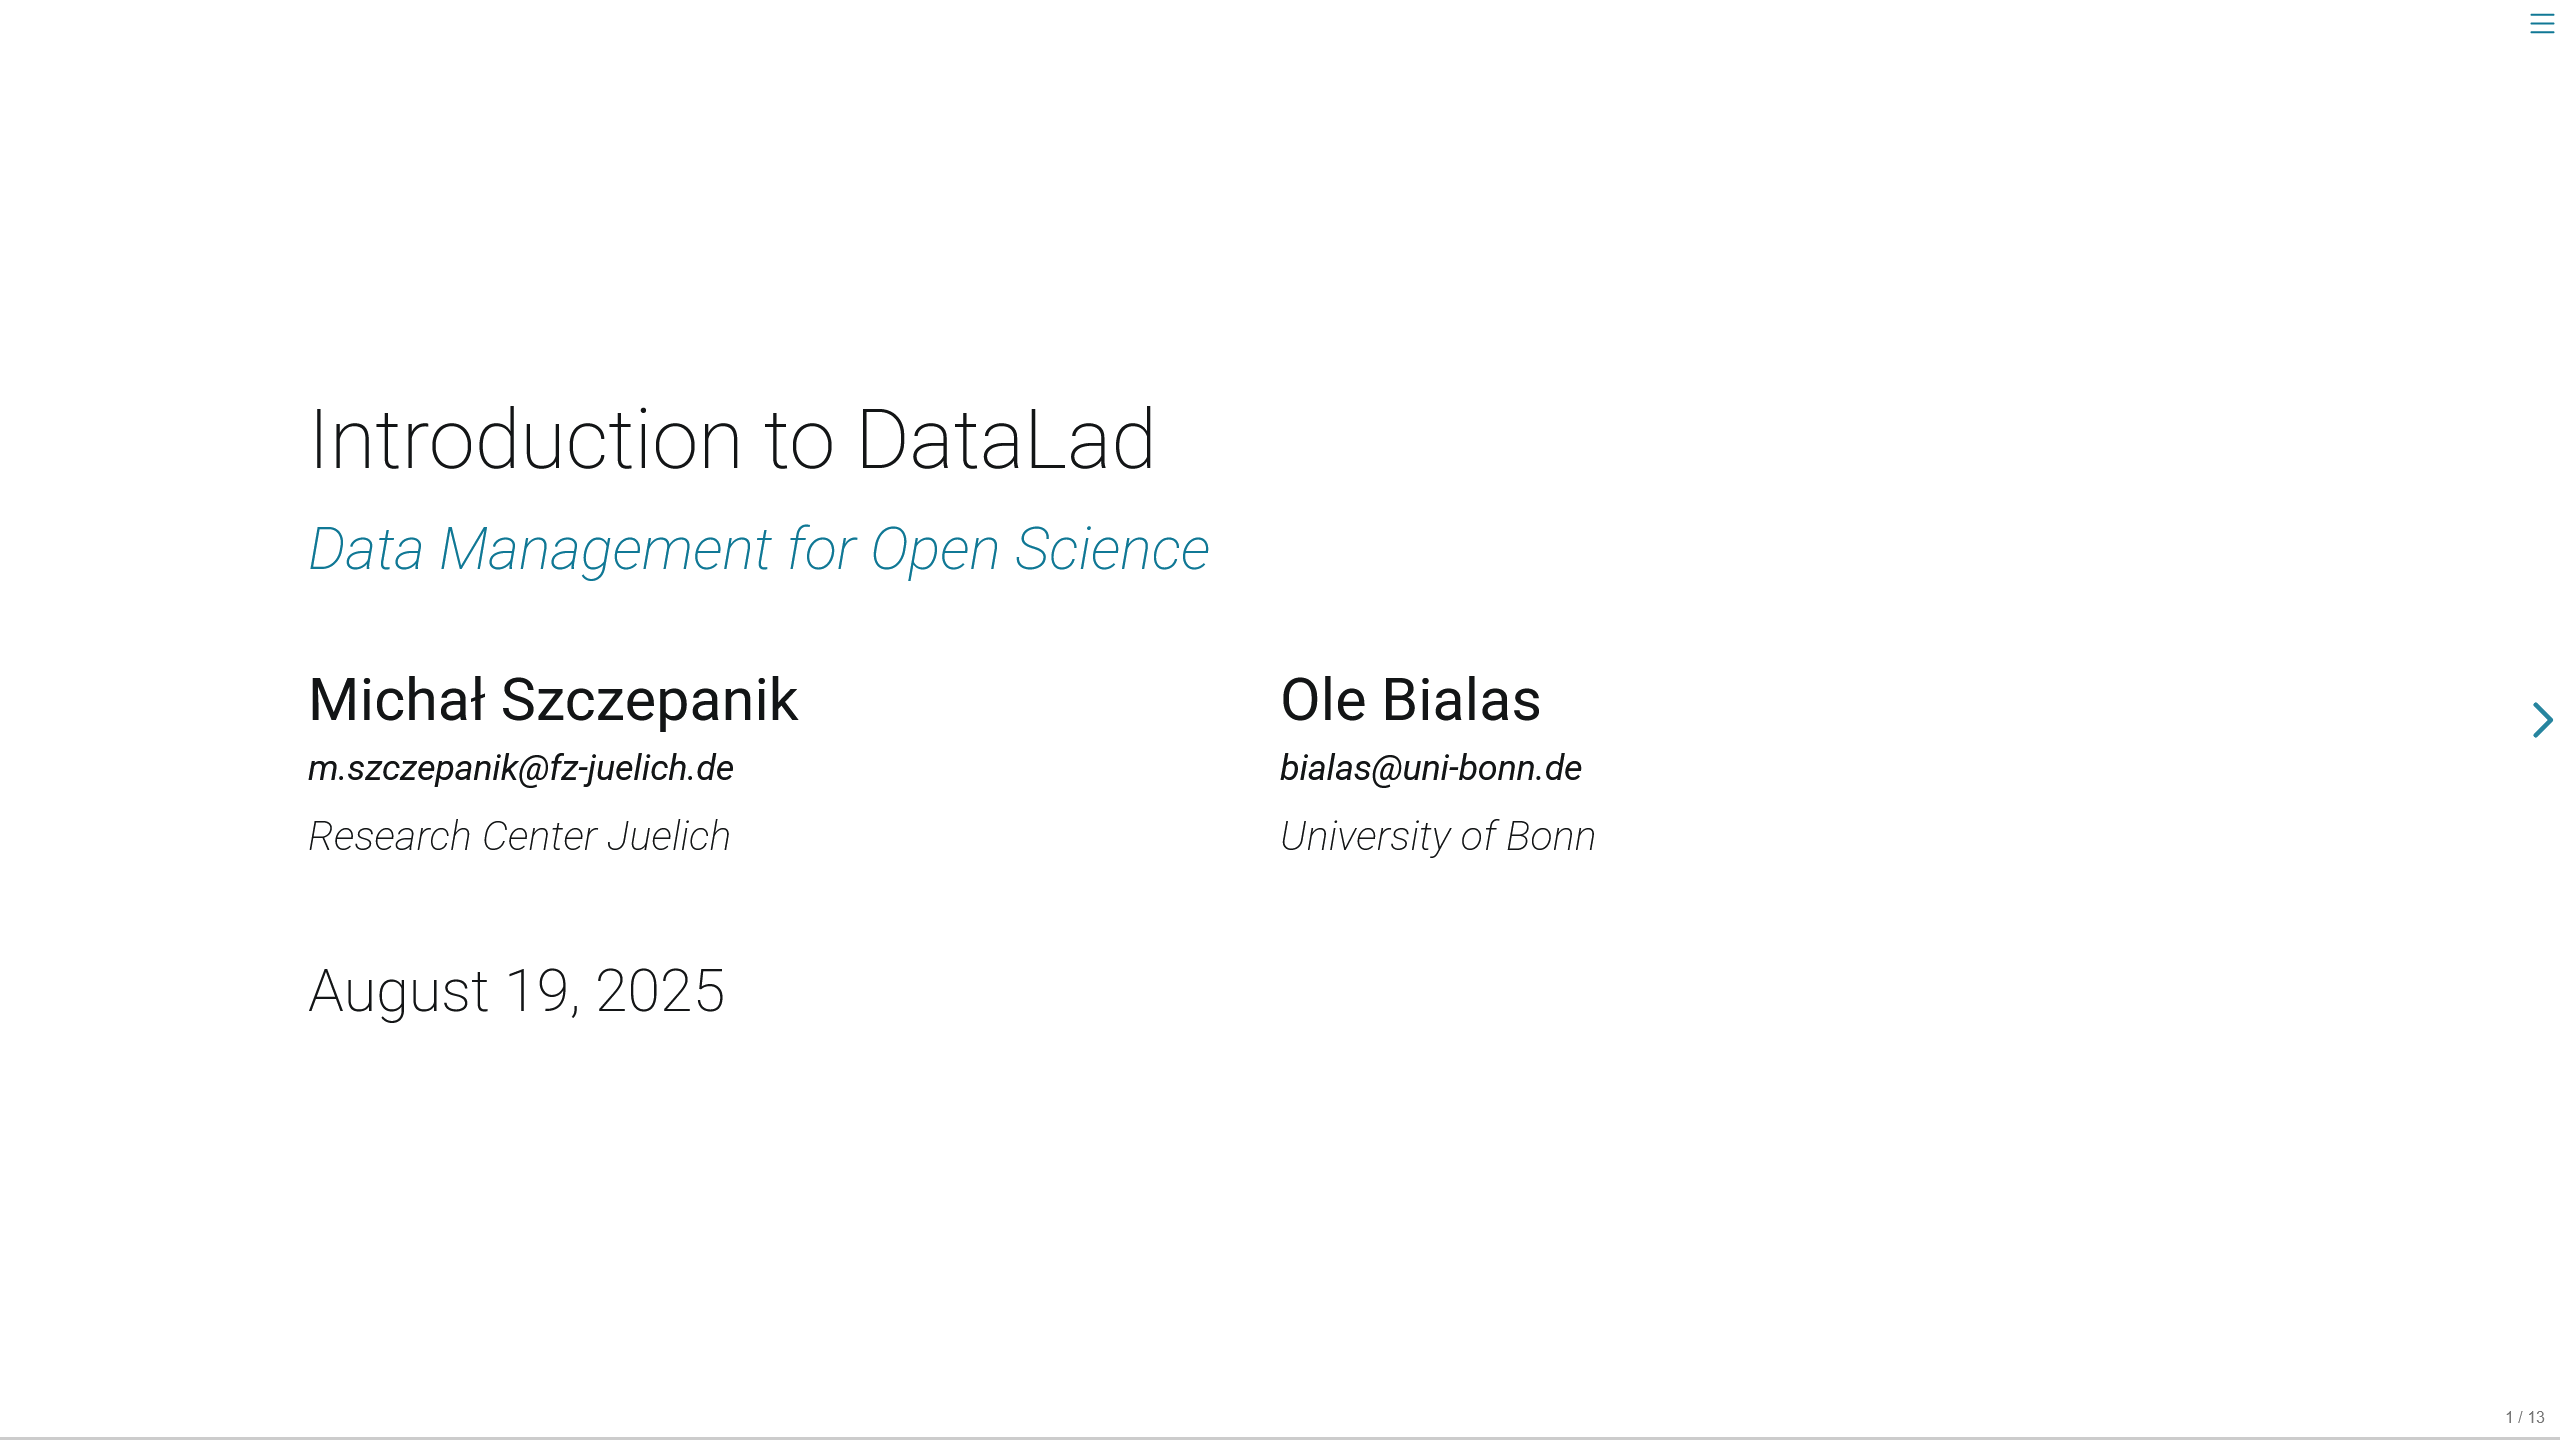 Introduction to DataLad
Data Management for Open Science
Michał Szczepanik
m.szczepanik@fz-juelich.de
Research Center Juelich
Ole Bialas
bialas@uni-bonn.de
University of Bonn
August 19, 2025
1 / 13